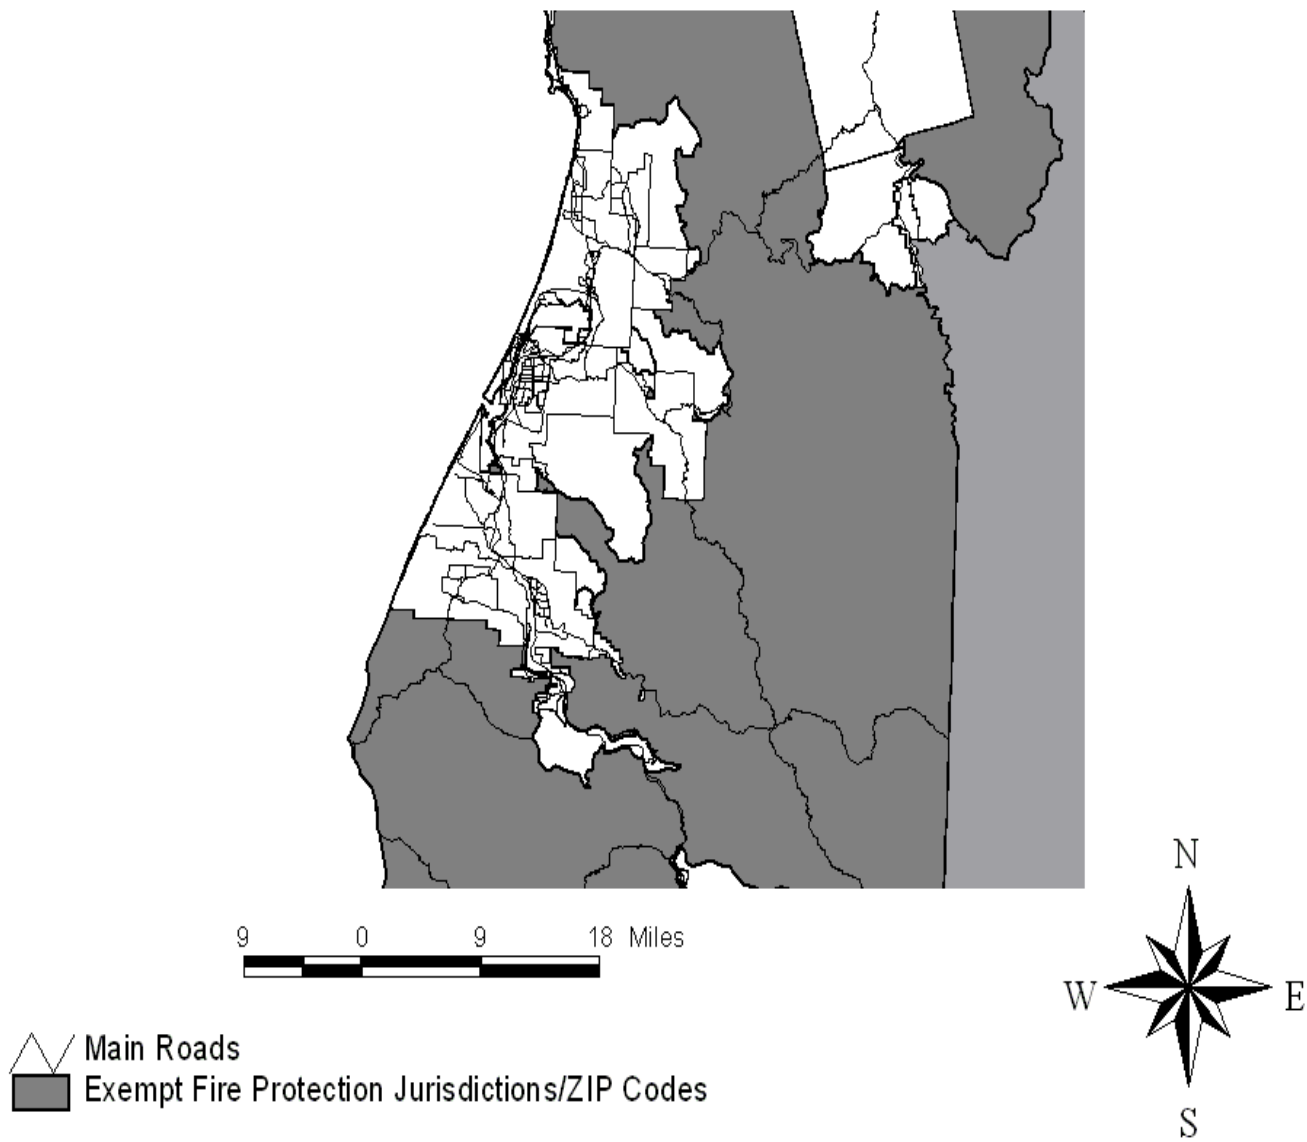 N
9 0 9 18 Miles
W E
Main Roads
Exempt Fire Protection Jurisdictions/ZIP Codes
S